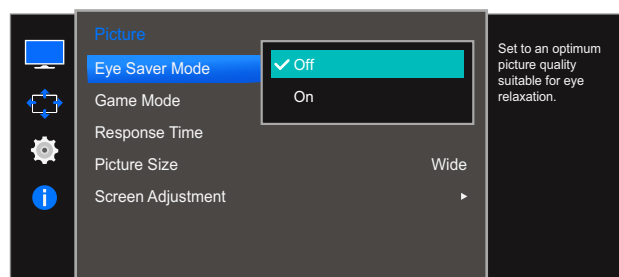 Picture
Eye Saver Mode
Off
Game Mode
On
Response Time
Picture Size
Wide
Screen Adjustment
Set to an optimum
picture quality
suitable for eye
relaxation.